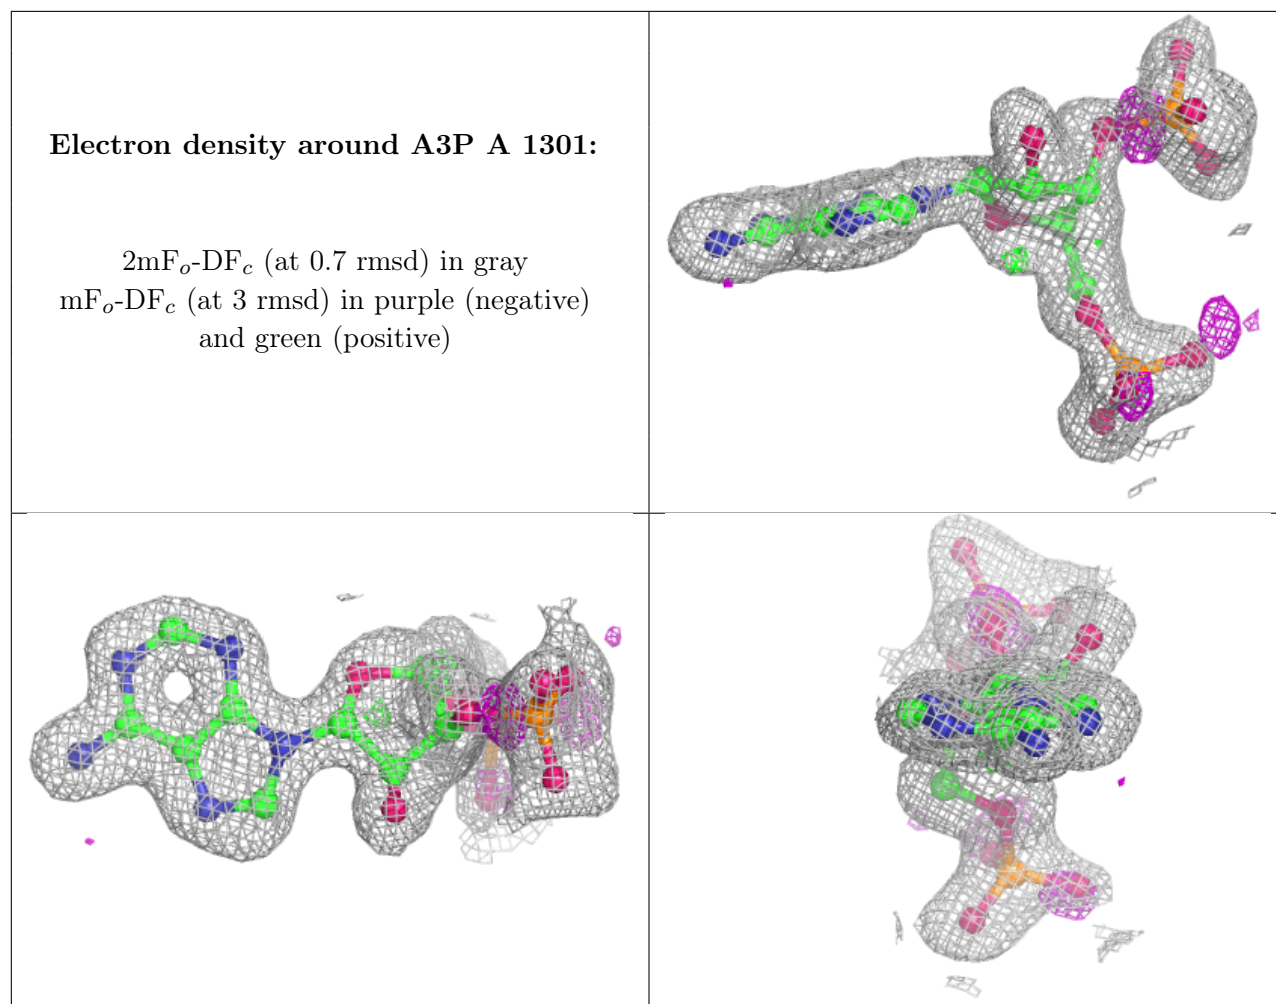 Electron density around A3P A 1301:
2mFo-DFc (at 0.7 rmsd) in gray
mFo-DFc (at 3 rmsd) in purple (negative)
and green (positive)